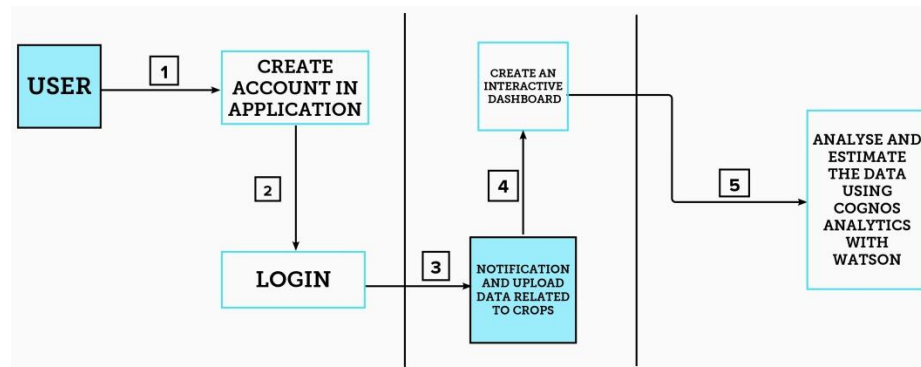 USER
1
CREATE
ACCOUNT IN
APPLICATION
2
LOGIN
3
NOTIFICATION
AND UPLOAD
DATA RELATED
TO CROPS
4
CREATE AN
INTERACTIVE
DASHBOARD
5
ANALYSE AND
ESTIMATE
THE DATA
USING
COGNOS
ANALYTICS
WITH
WATSON